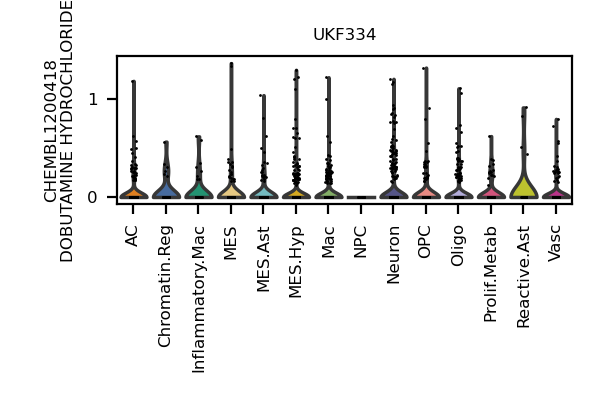 UKF334
CHEMBL1200418
DOBUTAMINE HYDROCHLORIDE
1
0
AC
Chromatin.Reg
Inflammatory.Mac
MES
MES.Ast
MES.Hyp
Mac
NPC
Neuron
OPC
Oligo
Prolif.Metab
Reactive.Ast
Vasc